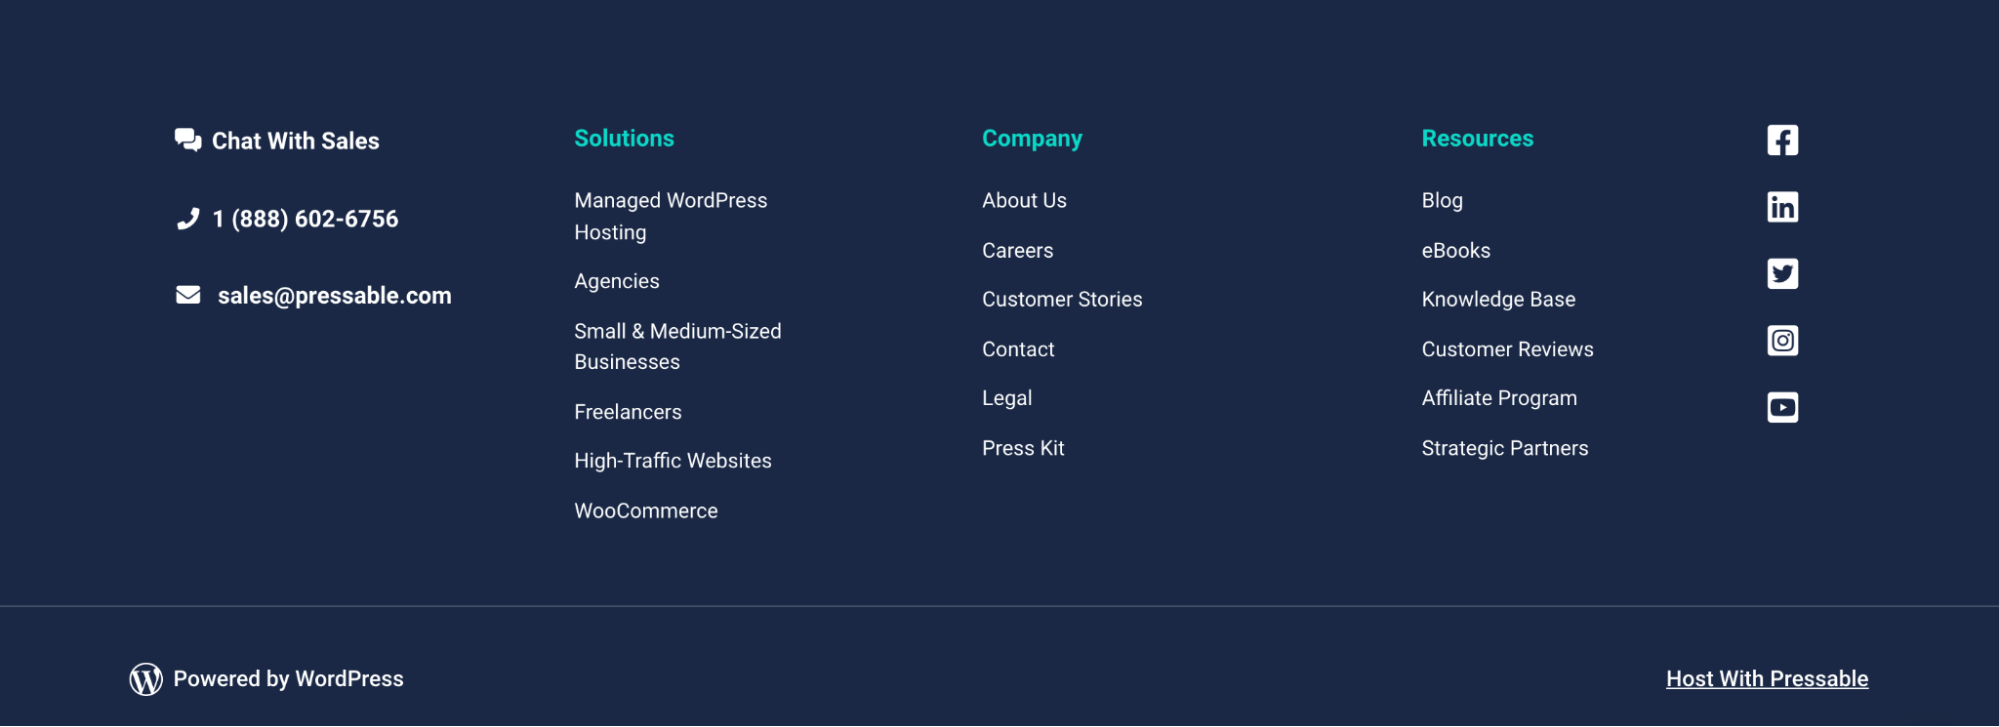 Chat With Sales
1 (888) 602-6756
sales@pressable.com
Solutions
Managed WordPress
Hosting
Agencies
Small & Medium-Sized
Businesses
Freelancers
High-Traffic Websites
WooCommerce
Company
About Us
Careers
Customer Stories
Contact
Legal
Press Kit
Resources
Blog
eBooks
Knowledge Base
Customer Reviews
Affiliate Program
Strategic Partners
Powered by WordPress
Host With Pressable